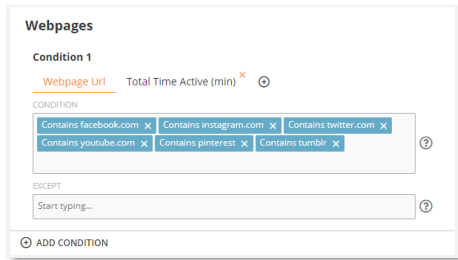 Webpages
Condition 1
Webpage Url Total Time Active (min) ×
CONDITION
Contains facebook.com × Contains instagram.com × Contains twitter.com ×
Contains youtube.com × Contains pinterest × Contains tumblr ×
?
EXCEPT
Start typing... ?
ADD CONDITION